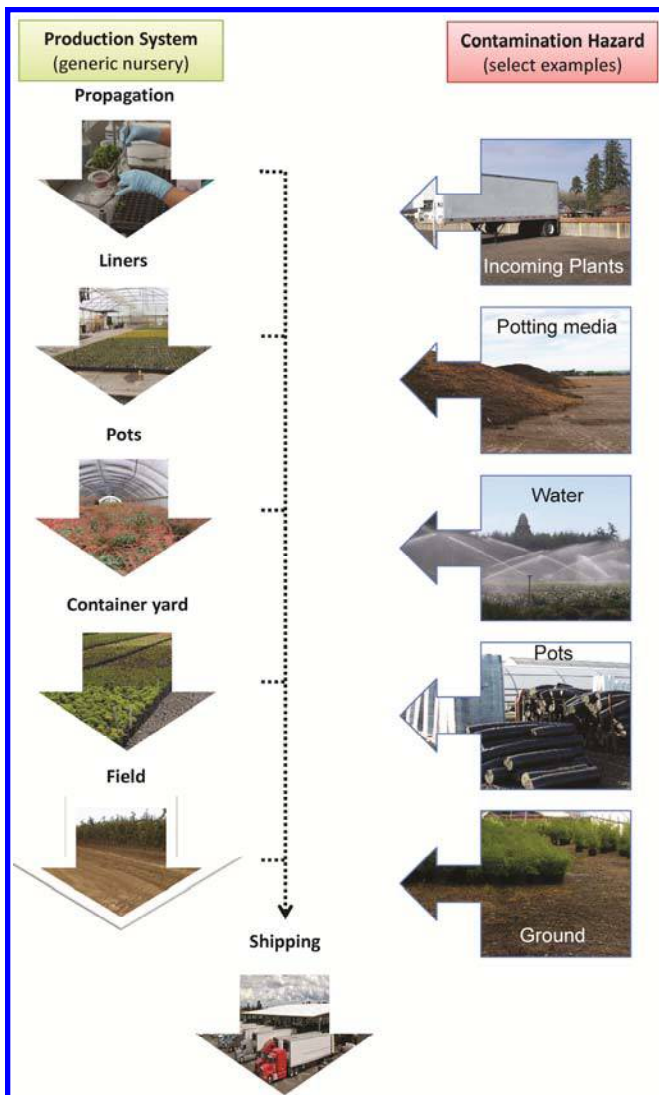 Production System
(generic nursery)
Propagation
Liners
Pots
Container yard
Field
Shipping
Contamination Hazard
(select examples)
Incoming Plants
Potting media
Water
Pots
Ground